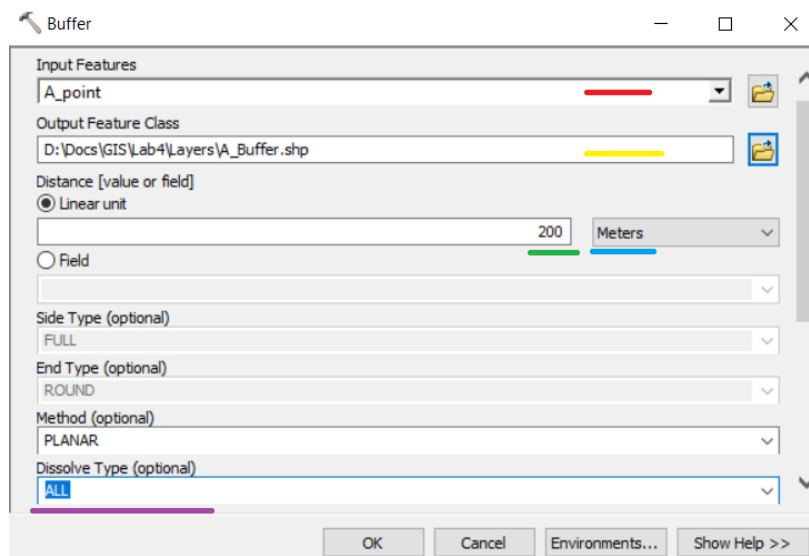 Buffer
Input Features
A_point
Output Feature Class
D:\Docs\GIS\Lab4\Layers\A_Buffer.shp
Distance [value or field]
Linear unit
200 Meters
Field
Side Type (optional)
FULL
End Type (optional)
ROUND
Method (optional)
PLANAR
Dissolve Type (optional)
ALL
OK Cancel Environments... Show Help >>